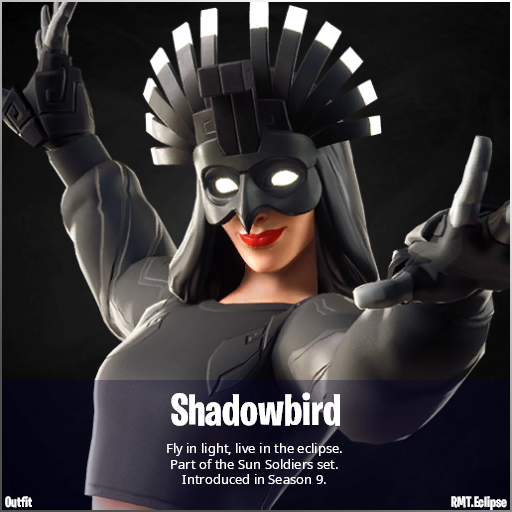 Shadowbird
Fly in light, live in the eclipse.
Part of the Sun Soldiers set.
Introduced in Season 9.
Outfit
RMT.Eclipse